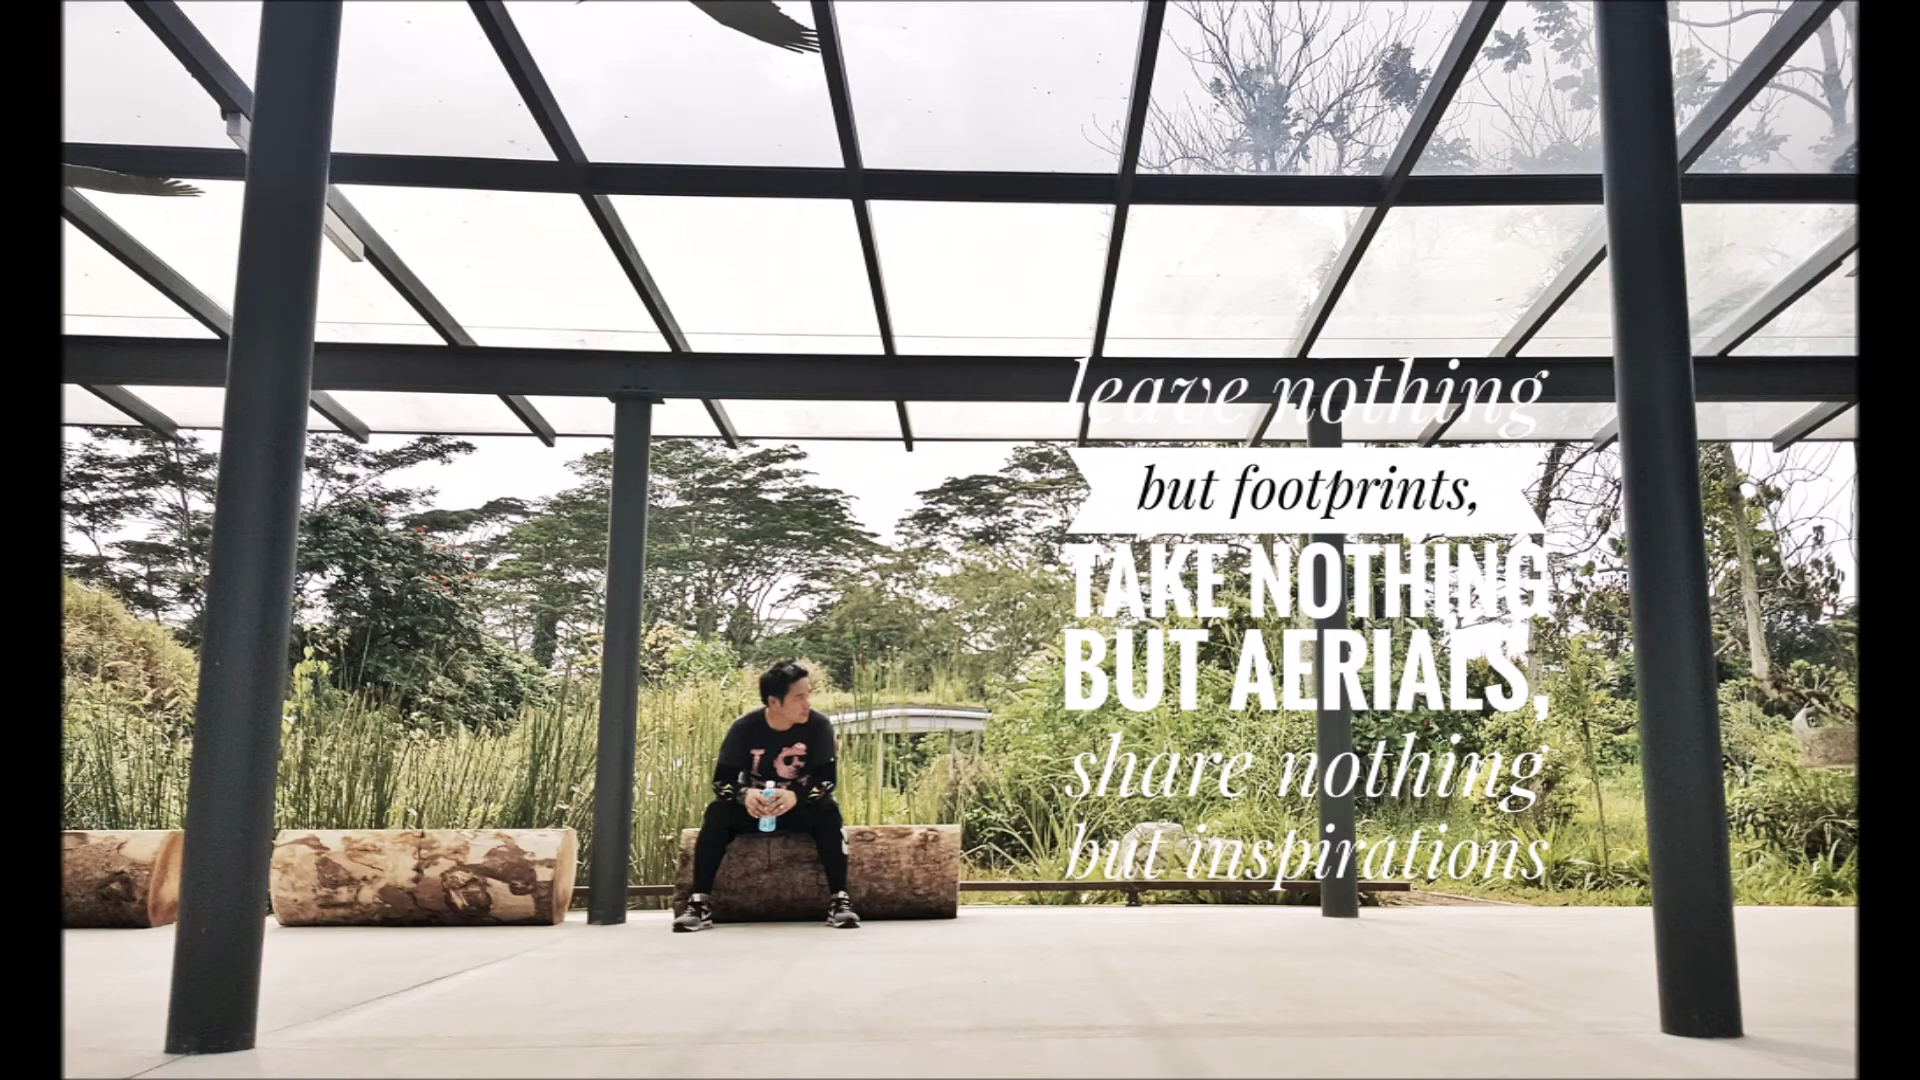 leave nothing
but footprints,
TAKE NOTHING
BUT AERIALS,
share nothing
but inspirations